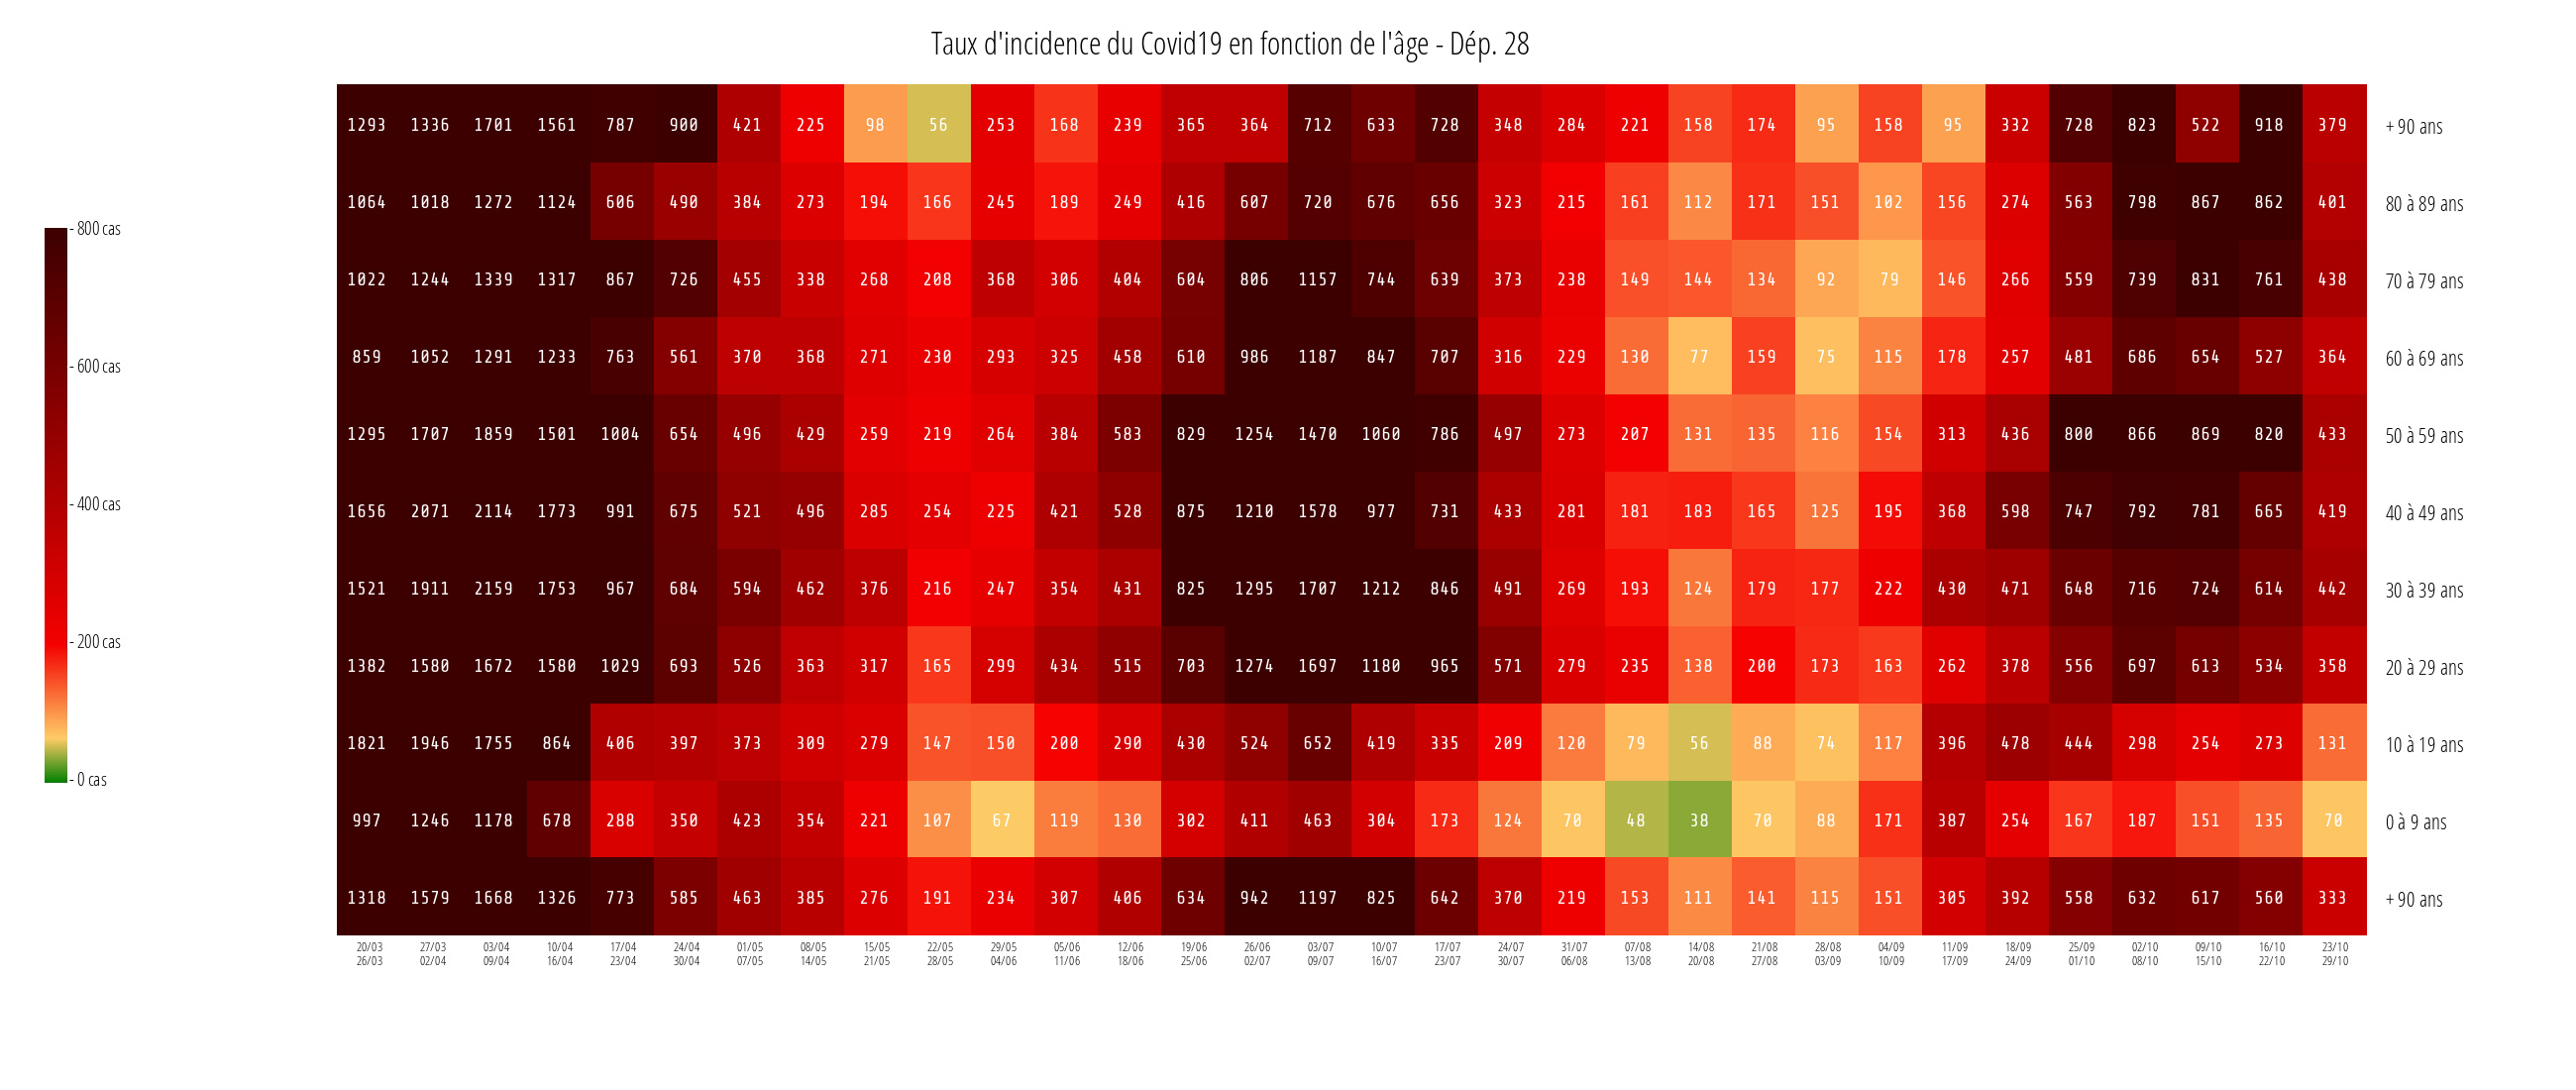 Taux d'incidence du Covid19 en fonction de l'âge - Dép. 28
- 800 cas
- 600 cas
- 400 cas
- 200 cas
- 0 cas
1293 1336 1701 1561 787 900 421 225 98 56 253 168 239 365 364 712 633 728 348 284 221 158 174 95 158 95 332 728 823 522 918 379 + 90 ans
1064 1018 1272 1124 606 490 384 273 194 166 245 189 249 416 607 720 676 656 323 215 161 112 171 151 102 156 274 563 798 867 862 401 80 à 89 ans
1022 1244 1339 1317 867 726 455 338 268 208 368 306 404 604 806 1157 744 639 373 238 149 144 134 92 79 146 266 559 739 831 761 438 70 à 79 ans
859 1052 1291 1233 763 561 370 368 271 230 293 325 458 610 986 1187 847 707 316 229 130 77 159 75 115 178 257 481 686 654 527 364 60 à 69 ans
1295 1707 1859 1501 1004 654 496 429 259 219 264 384 583 829 1254 1470 1060 786 497 273 207 131 135 116 154 313 436 800 866 869 820 433 50 à 59 ans
1656 2071 2114 1773 991 675 521 496 285 254 225 421 528 875 1210 1578 977 731 433 281 181 183 165 125 195 368 598 747 792 781 665 419 40 à 49 ans
1521 1911 2159 1753 967 684 594 462 376 216 247 354 431 825 1295 1707 1212 846 491 269 193 124 179 177 222 430 471 648 716 724 614 442 30 à 39 ans
1382 1580 1672 1580 1029 693 526 363 317 165 299 434 515 703 1274 1697 1180 965 571 279 235 138 200 173 163 262 378 556 697 613 534 358 20 à 29 ans
1821 1946 1755 864 406 397 373 309 279 147 150 200 290 430 524 652 419 335 209 120 79 56 88 74 117 396 478 444 298 254 273 131 10 à 19 ans
997 1246 1178 678 288 350 423 354 221 107 67 119 130 302 411 463 304 173 124 70 48 38 70 88 171 387 254 167 187 151 135 70 0 à 9 ans
1318 1579 1668 1326 773 585 463 385 276 191 234 307 406 634 942 1197 825 642 370 219 153 111 141 115 151 305 392 558 632 617 560 333 + 90 ans
20/03 27/03 03/04 10/04 17/04 24/04 01/05 08/05 15/05 22/05 29/05 05/06 12/06 19/06 26/06 03/07 10/07 17/07 24/07 31/07 07/08 14/08 21/08 28/08 04/09 11/09 18/09 25/09 02/10 09/10 16/10 23/10
26/03 02/04 09/04 16/04 23/04 30/04 07/05 14/05 21/05 28/05 04/06 11/06 18/06 25/06 02/07 09/07 16/07 23/07 30/07 06/08 13/08 20/08 27/08 03/09 10/09 17/09 24/09 01/10 08/10 15/10 22/10 29/10